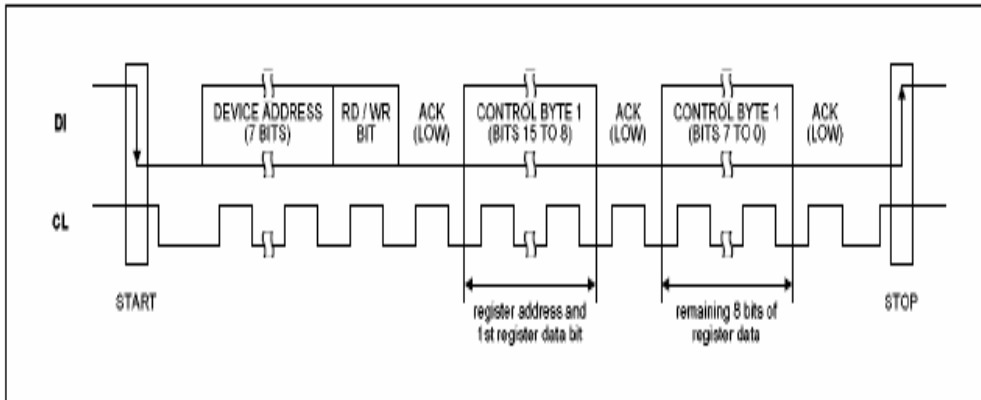 DI
DEVICE ADDRESS
(7 BITS)
RD / WR
BIT
ACK
(LOW)
CONTROL BYTE 1
(BITS 15 TO 8)
ACK
(LOW)
CONTROL BYTE 1
(BITS 7 TO 0)
ACK
(LOW)
CL
START
register address and
1st register data bit
remaining 8 bits of
register data
STOP